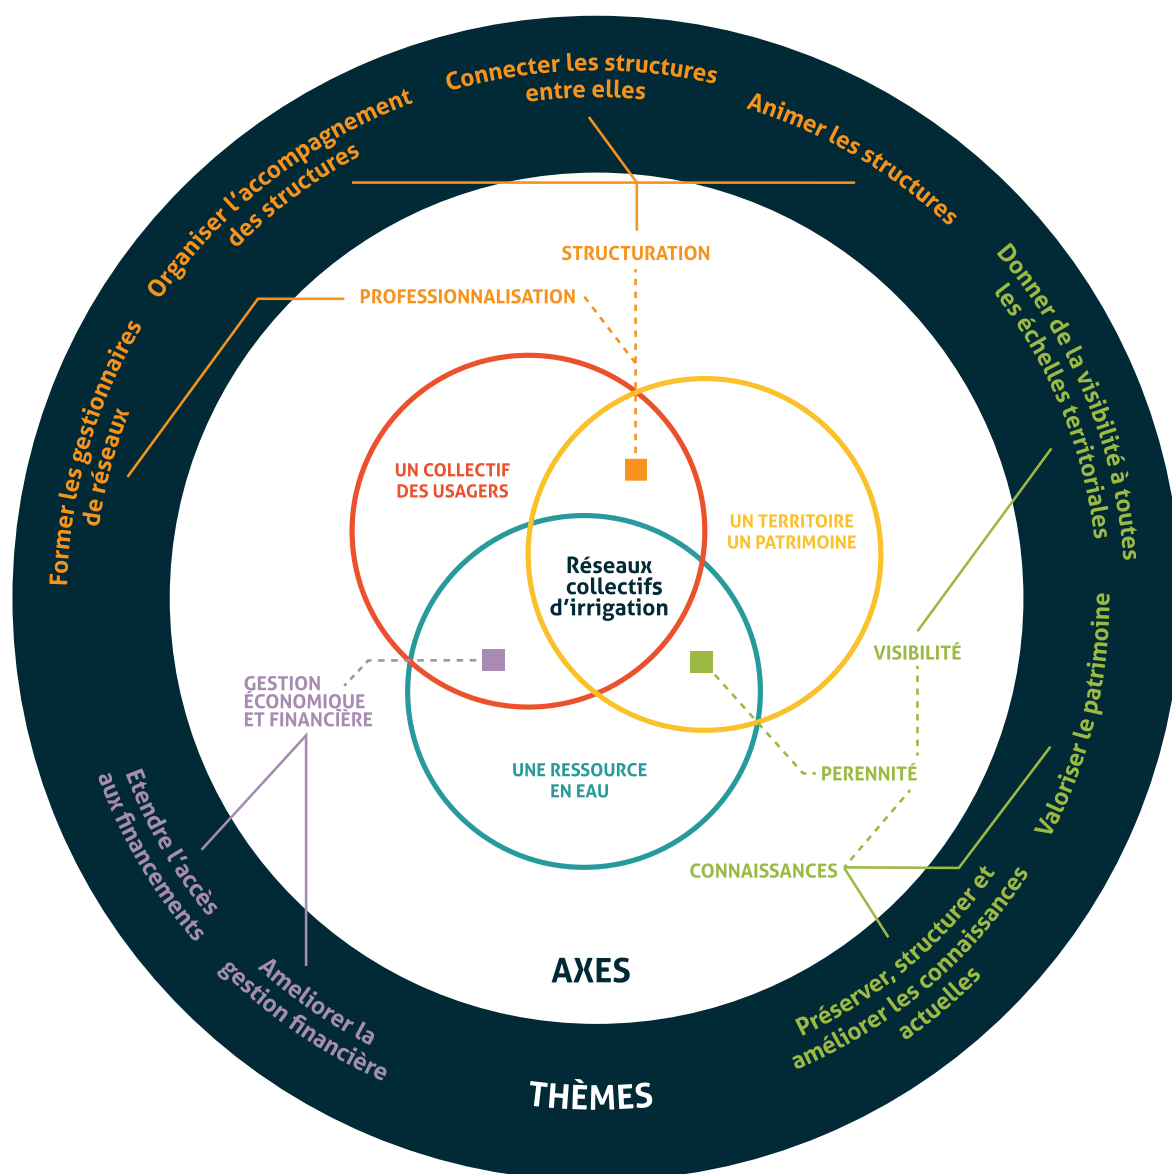 Connecter les structures
entre elles
Animer les structures
Organiser l'accompagnement
des structures
Former les gestionnaires
de réseaux
Donner de la visibilité à toutes
les échelles territoriales
Valoriser le patrimoine
Préserver, structurer et
améliorer les connaissances
actuelles
Etendre l'accès
aux financements
Ameliorer la
gestion financière
STRUCTURATION
PROFESSIONNALISATION
UN COLLECTIF
DES USAGERS
UN TERRITOIRE
UN PATRIMOINE
Réseaux
collectifs
d'irrigation
VISIBILITÉ
GESTION
ÉCONOMIQUE
ET FINANCIÈRE
UNE RESSOURCE
EN EAU
PERENNITÉ
CONNAISSANCES
AXES
THÈMES